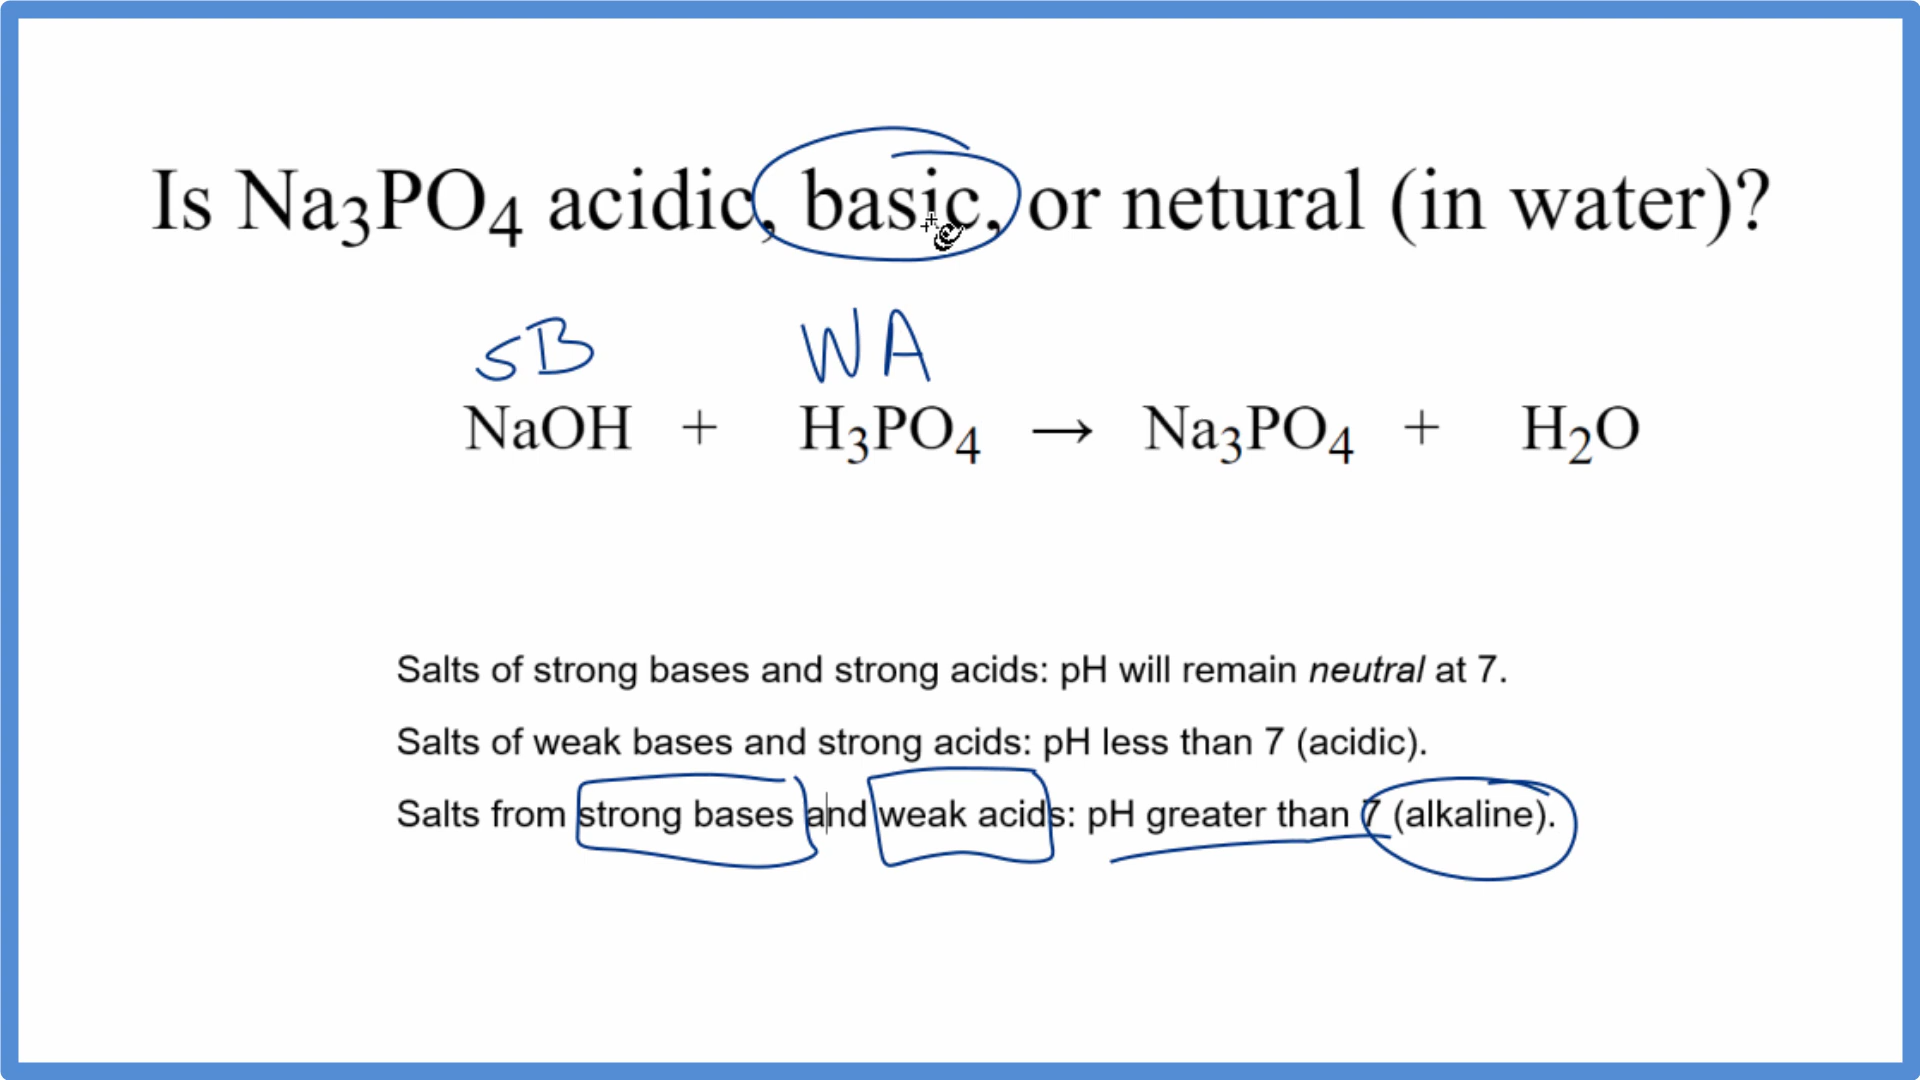 Is Na₃PO₄ acidic, basic, or netural (in water)?
SB WA
NaOH + H₃PO₄ → Na₃PO₄ + H₂O
Salts of strong bases and strong acids: pH will remain neutral at 7.
Salts of weak bases and strong acids: pH less than 7 (acidic).
Salts from strong bases and weak acids: pH greater than 7 (alkaline).